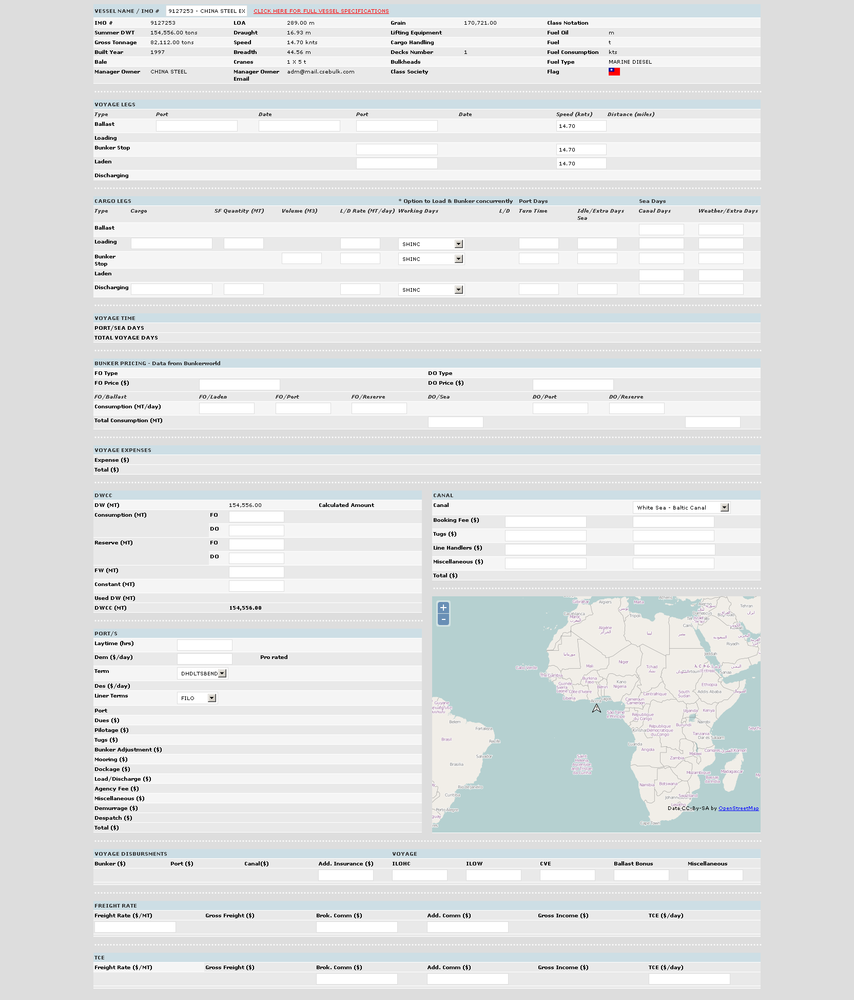 VESSEL NAME / IMO # 9127253 - CHINA STEEL EX CLICK HERE FOR FULL VESSEL SPECIFICATIONS
IMO # 9127253 LOA 289.00 m Grain 170,721.00 Class Notation
Summer DWT 154,556.00 tons Draught 16.93 m Lifting Equipment Fuel Oil m
Gross Tonnage 82,112.00 tons Speed 14.70 knts Cargo Handling Fuel t
Built Year 1997 Breadth 44.56 m Decks Number 1 Fuel Consumption kts
Bale Cranes 1 X 5 t Bulkheads Fuel Type MARINE DIESEL
Manager Owner CHINA STEEL Manager Owner Email adm@mail.csebulk.com Class Society Flag
VOYAGE LEGS
Type Port Date Port Date Speed (knts) Distance (miles)
Ballast 14.70
Loading
Bunker Stop 14.70
Laden 14.70
Discharging
CARGO LEGS * Option to Load & Bunker concurrently Port Days Sea Days
Type Cargo SF Quantity (MT) Volume (M3) L/D Rate (MT/day) Working Days L/D Turn Time Idle/Extra Days Sea Canal Days Weather/Extra Days
Ballast
Loading SHINC
Bunker Stop SHINC
Laden
Discharging SHINC
VOYAGE TIME
PORT/SEA DAYS
TOTAL VOYAGE DAYS
BUNKER PRICING - Data from Bunkerworld
FO Type DO Type
FO Price ($) DO Price ($)
FO/Ballast FO/Laden FO/Port FO/Reserve DO/Sea DO/Port DO/Reserve
Consumption (MT/day)
Total Consumption (MT)
VOYAGE EXPENSES
Expense ($)
Total ($)
DWCC
DW (MT) 154,556.00 Calculated Amount
Consumption (MT) FO
DO
Reserve (MT) FO
DO
FW (MT)
Constant (MT)
Used DW (MT)
DWCC (MT) 154,556.00
CANAL
Canal White Sea - Baltic Canal
Booking Fee ($)
Tugs ($)
Line Handlers ($)
Miscellaneous ($)
Total ($)
PORT/S
Laytime (hrs)
Dem ($/day) Pro rated
Term DHDLTSBEND
Des ($/day)
Liner Terms FILO
Port
Dues ($)
Pilotage ($)
Tugs ($)
Bunker Adjustment ($)
Mooring ($)
Dockage ($)
Load/Discharge ($)
Agency Fee ($)
Miscellaneous ($)
Demurrage ($)
Despatch ($)
Total ($)
+
-
Gibraltar Algiers Malta Athens
Tehran
Casablanca تونس Damascus ایران
Maroc Tripoli
المغرب Cairo
Algérie الجزائر ليبيا مصر Kuwait
السعودية Riyadh
Jeddah
موريتانيا
Cabo Verde Mali Niger Tchad تشاد (Eritrea) Sanaa
The Gambia
Burkina Faso Kano Ethiopia
Guinée Bénin Nigeria South Sudan Addis Ababa
Sierra Leone Côte d'Ivoire Centrafrique
Liberia Accra Lagos Cameroun Cameroon
Guyane São Tomé e Príncipe Uganda Kenya
République du Congo Nairobi
Belem Kinshasa République Démocratique du Congo Burundi
Fortaleza Tanzania
Brasil Recife Luanda Dar es Salaam
Salvador Saint Helena, Ascension and Tristan da Cunha Angola Malawi Comores القمري Komori
Brasilia Zambia
Mozambique Madagascar
Bassas da India
Rio de Janeiro Namibia Botswana
Curitiba Swaziland
Porto Alegre Lesotho
Cape Town
Data CC-By-SA by OpenStreetMap
VOYAGE DISBURSMENTS VOYAGE
Bunker ($) Port ($) Canal($) Add. Insurance ($) ILOHC ILOW CVE Ballast Bonus Miscellaneous
FREIGHT RATE
Freight Rate ($/MT) Gross Freight ($) Brok. Comm ($) Add. Comm ($) Gross Income ($) TCE ($/day)
TCE
Freight Rate ($/MT) Gross Freight ($) Brok. Comm ($) Add. Comm ($) Gross Income ($) TCE ($/day)